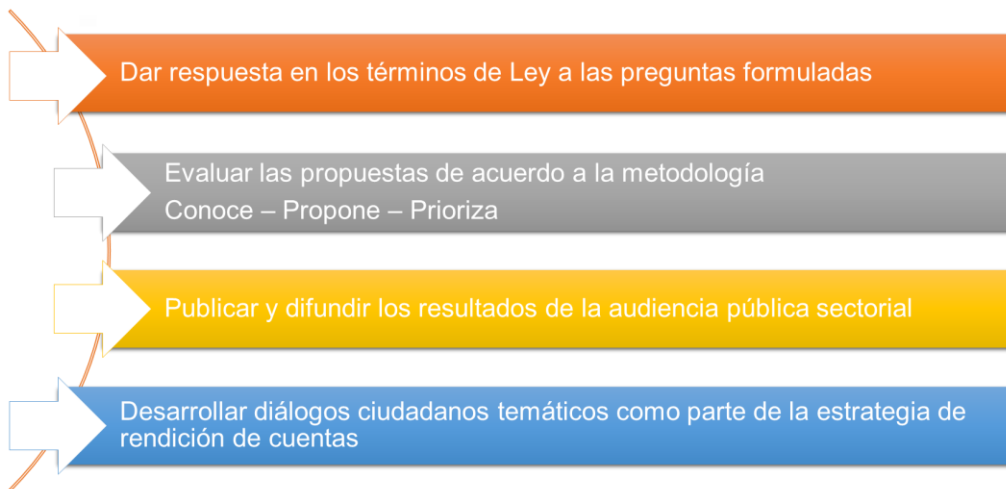 Dar respuesta en los términos de Ley a las preguntas formuladas
Evaluar las propuestas de acuerdo a la metodología
Conoce – Propone – Prioriza
Publicar y difundir los resultados de la audiencia pública sectorial
Desarrollar diálogos ciudadanos temáticos como parte de la estrategia de
rendición de cuentas